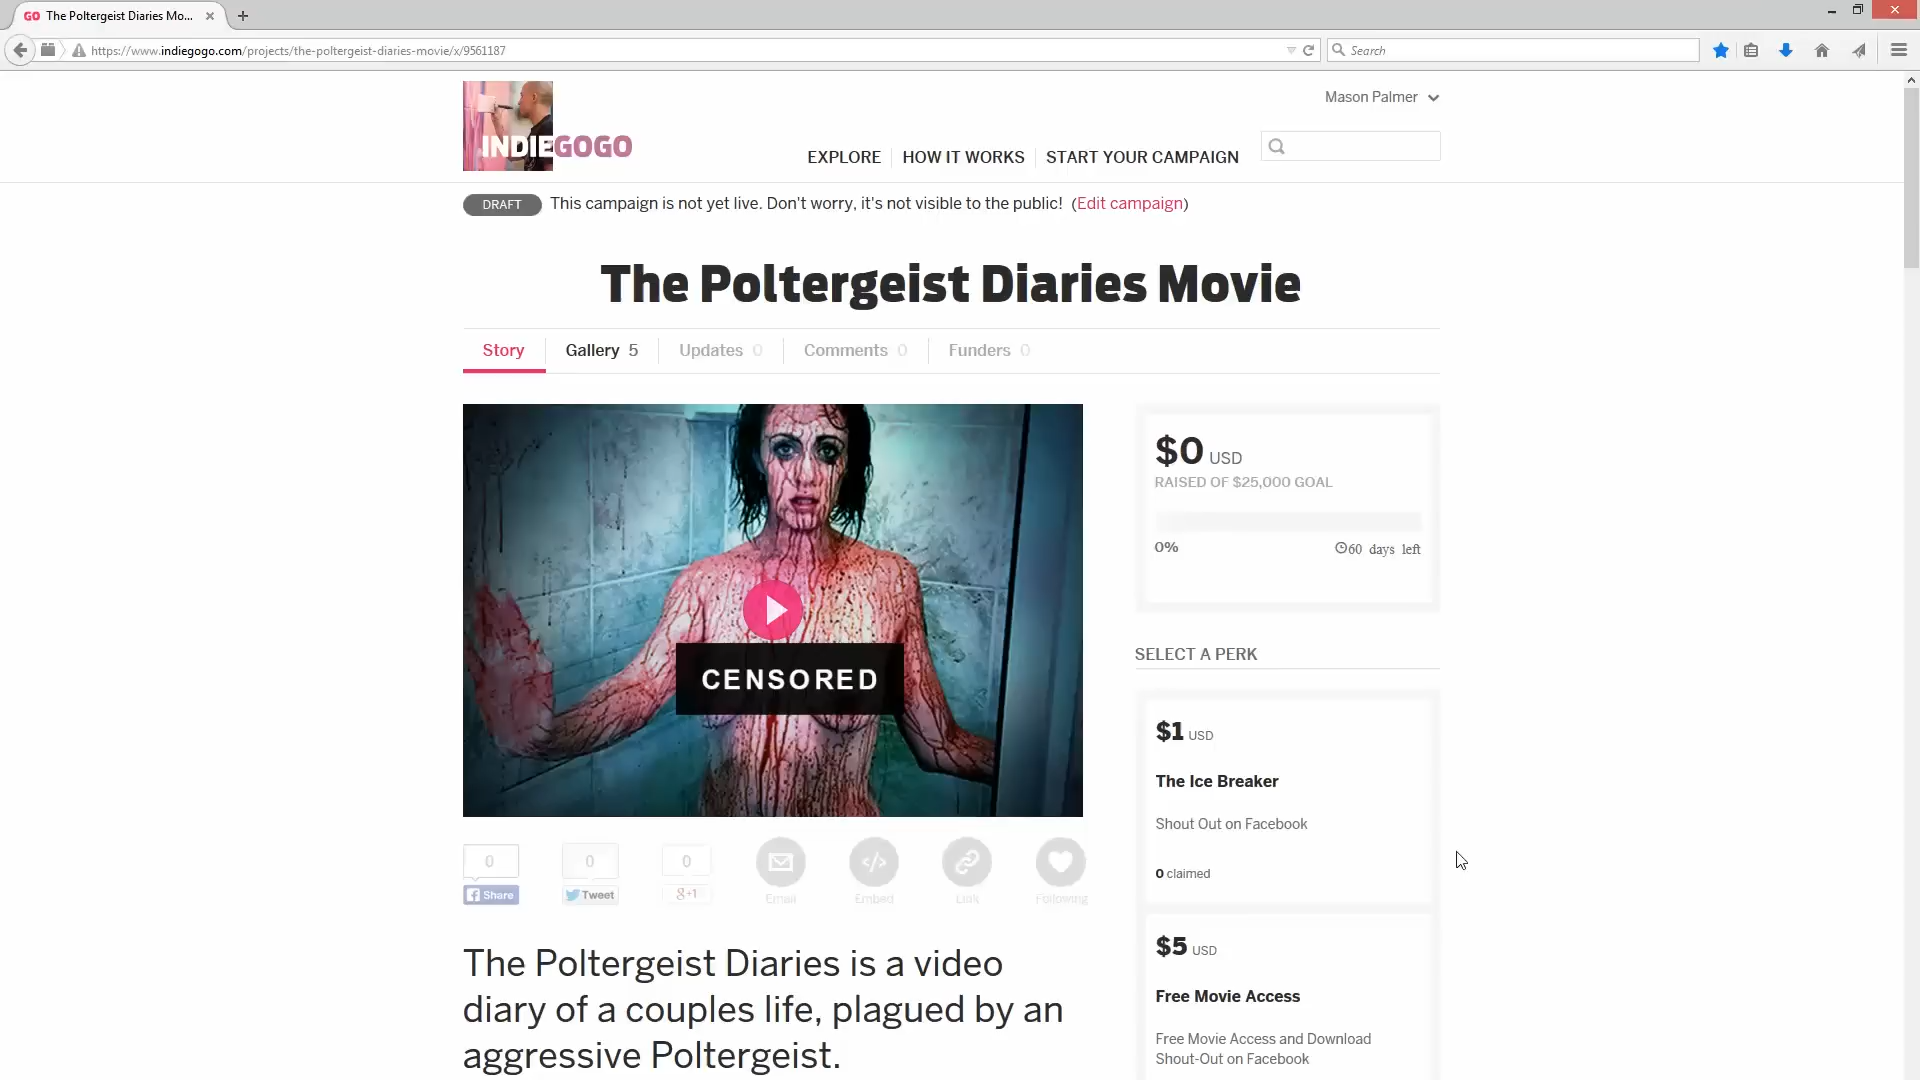 GO The Poltergeist Diaries Mo...
https://www.indiegogo.com/projects/the-poltergeist-diaries-movie/x/9561187
Search
Mason Palmer
INDIEGOGO
EXPLORE HOW IT WORKS START YOUR CAMPAIGN
DRAFT This campaign is not yet live. Don't worry, it's not visible to the public! (Edit campaign)
The Poltergeist Diaries Movie
Story Gallery 5 Updates 0 Comments 0 Funders 0
CENSORED
$0 USD
RAISED OF $25,000 GOAL
0% 60 days left
SELECT A PERK
$1 USD
The Ice Breaker
Shout Out on Facebook
0 claimed
0 0 0
Share Tweet g+1 Email Embed Link Following
$5 USD
Free Movie Access
Free Movie Access and Download
Shout-Out on Facebook
The Poltergeist Diaries is a video
diary of a couples life, plagued by an
aggressive Poltergeist.